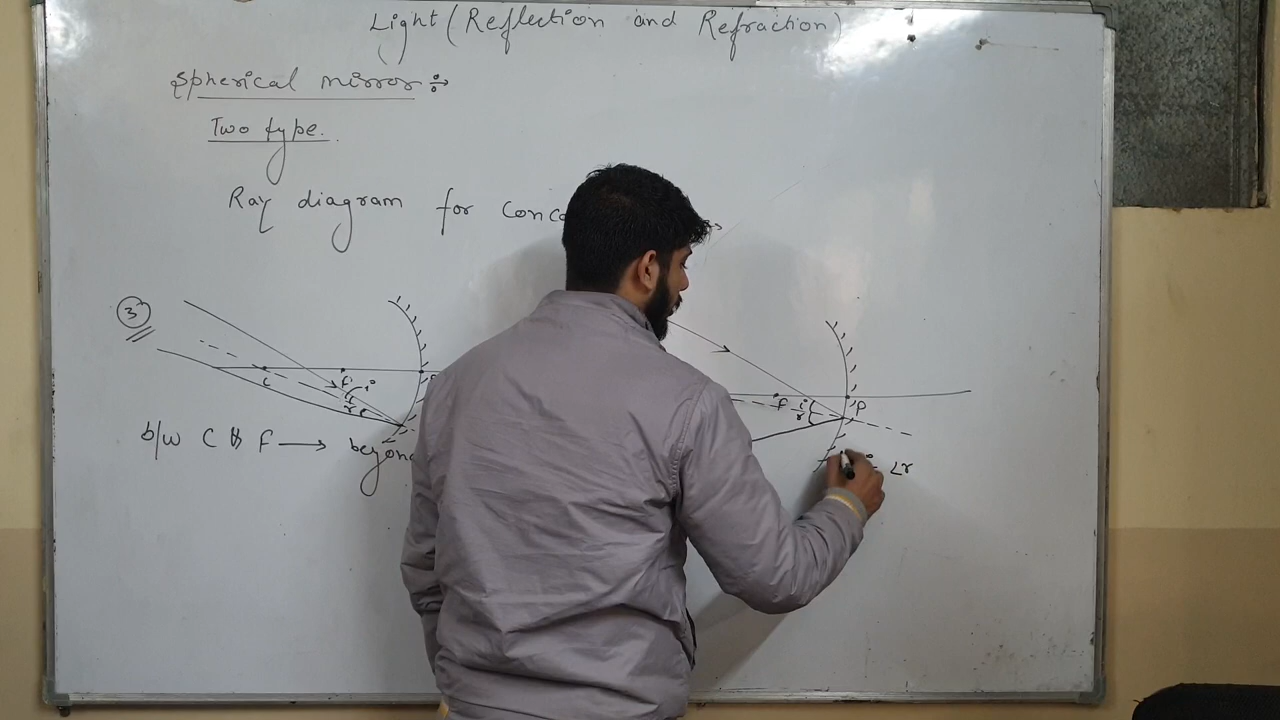 Light (Reflection and Refraction)
Spherical mirror ÷
Two type.
Ray diagram for
3
C F i r P
F i r P
b/w C & F → beyond
∠r